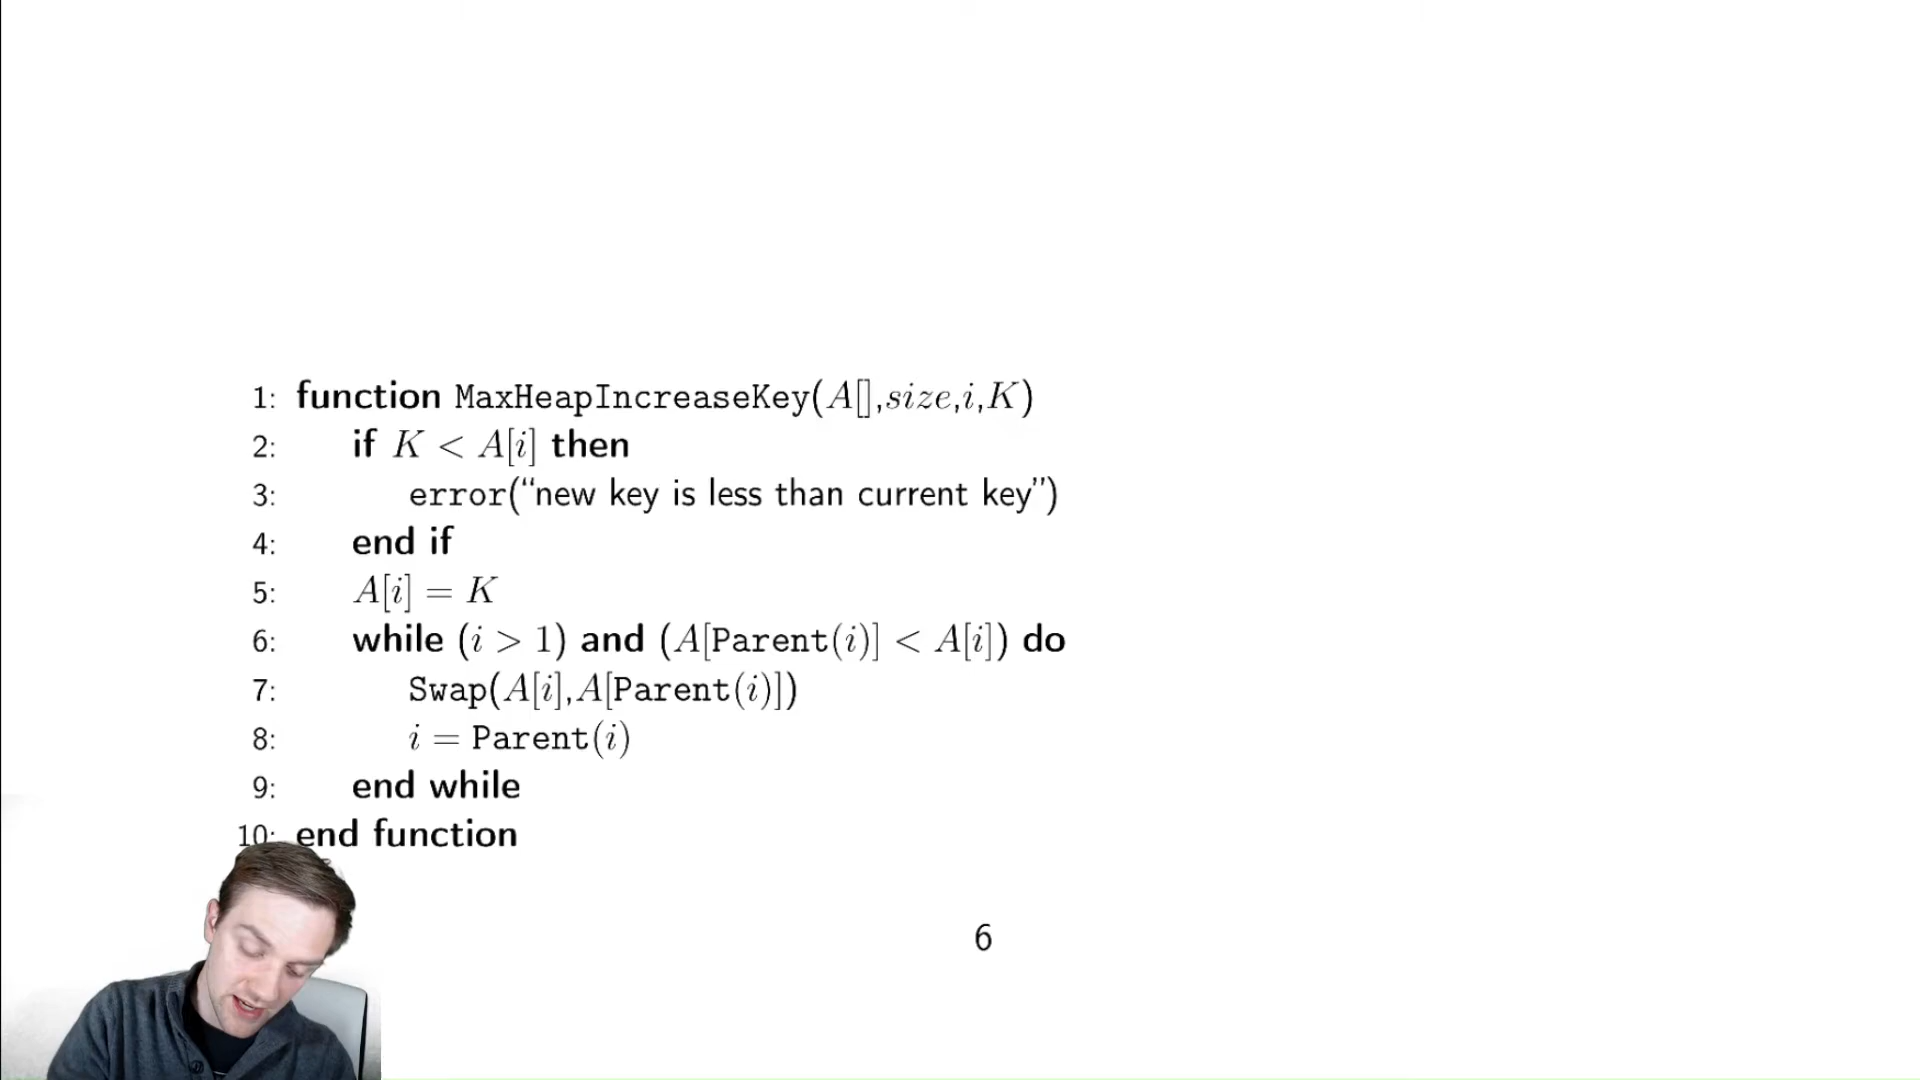 1: function MaxHeapIncreaseKey(A[],size,i,K)
2: if K < A[i] then
3: error(“new key is less than current key”)
4: end if
5: A[i] = K
6: while (i > 1) and (A[Parent(i)] < A[i]) do
7: Swap(A[i],A[Parent(i)])
8: i = Parent(i)
9: end while
10: end function
6